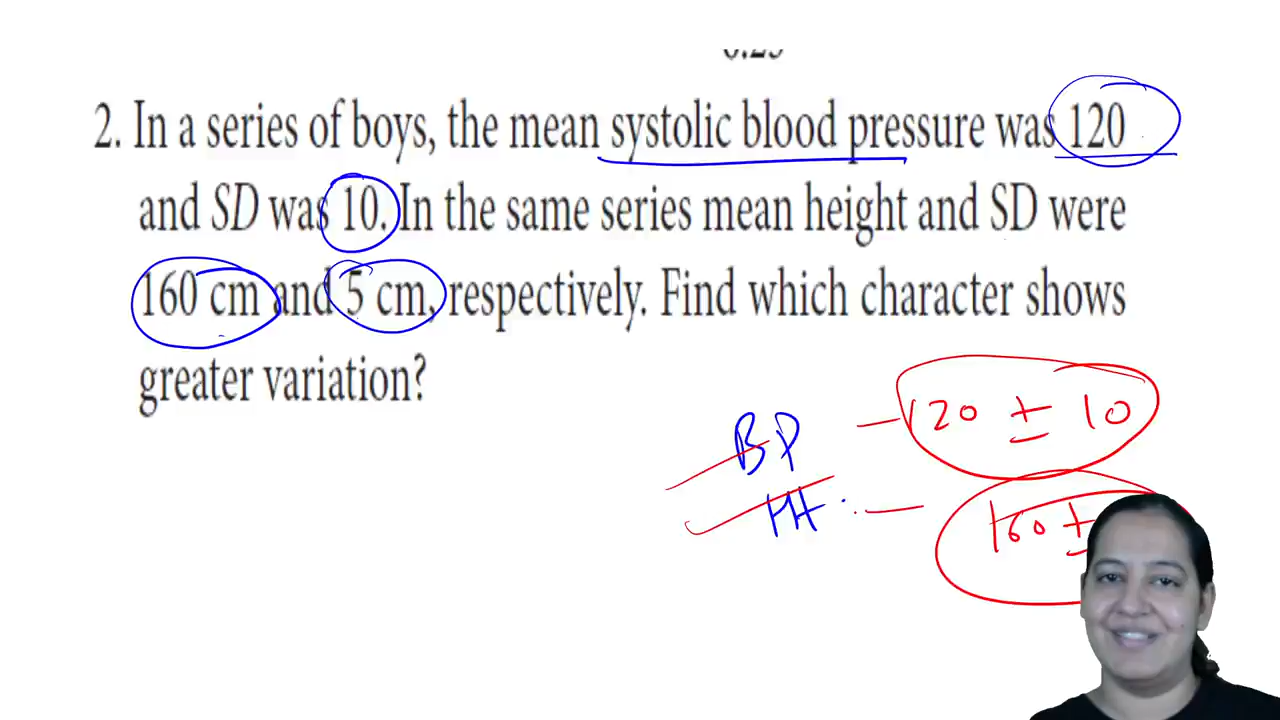 2. In a series of boys, the mean systolic blood pressure was 120
and SD was 10. In the same series mean height and SD were
160 cm and 5 cm, respectively. Find which character shows
greater variation?
BP — 120 ± 10
Ht. — 160 ±